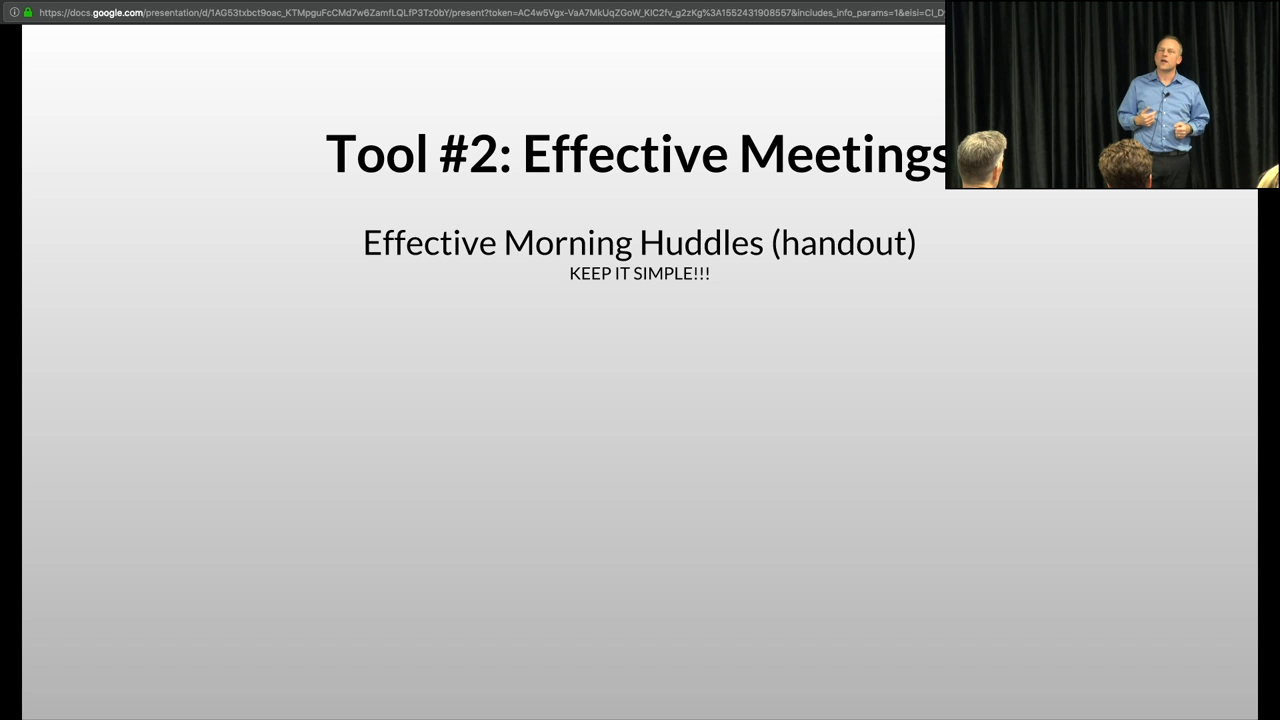 https://docs.google.com/presentation/d/1AG53txbct9oac_KTMpguFcCMd7w6ZamfLQLfP3Tz0bY/present?token=AC4w5Vgx-VaA7MkUqZGoW_KIC2fv_g2zKg%3A1552431908557&includes_info_params=1&eisi=CI_D
Tool #2: Effective Meetings
Effective Morning Huddles (handout)
KEEP IT SIMPLE!!!